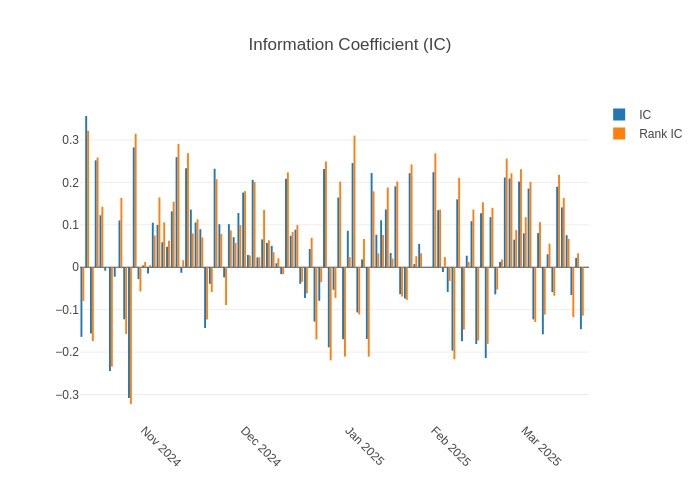 Information Coefficient (IC)
IC
Rank IC
0.3
0.2
0.1
0
−0.1
−0.2
−0.3
Nov 2024
Dec 2024
Jan 2025
Feb 2025
Mar 2025